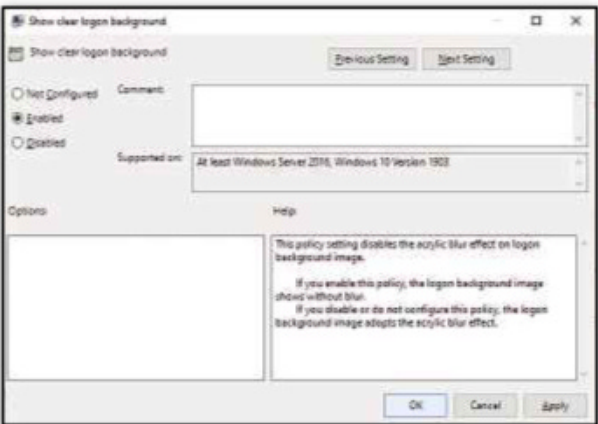 Show clear logon background
Show clear logon background
Previous Setting
Next Setting
Not Configured
Comment:
Enabled
Disabled
Supported on:
At least Windows Server 2016, Windows 10 Version 1903
Options:
Help:
This policy setting disables the acrylic blur effect on logon
background image.
If you enable this policy, the logon background image
shows without blur.
If you disable or do not configure this policy, the logon
background image adopts the acrylic blur effect.
OK
Cancel
Apply